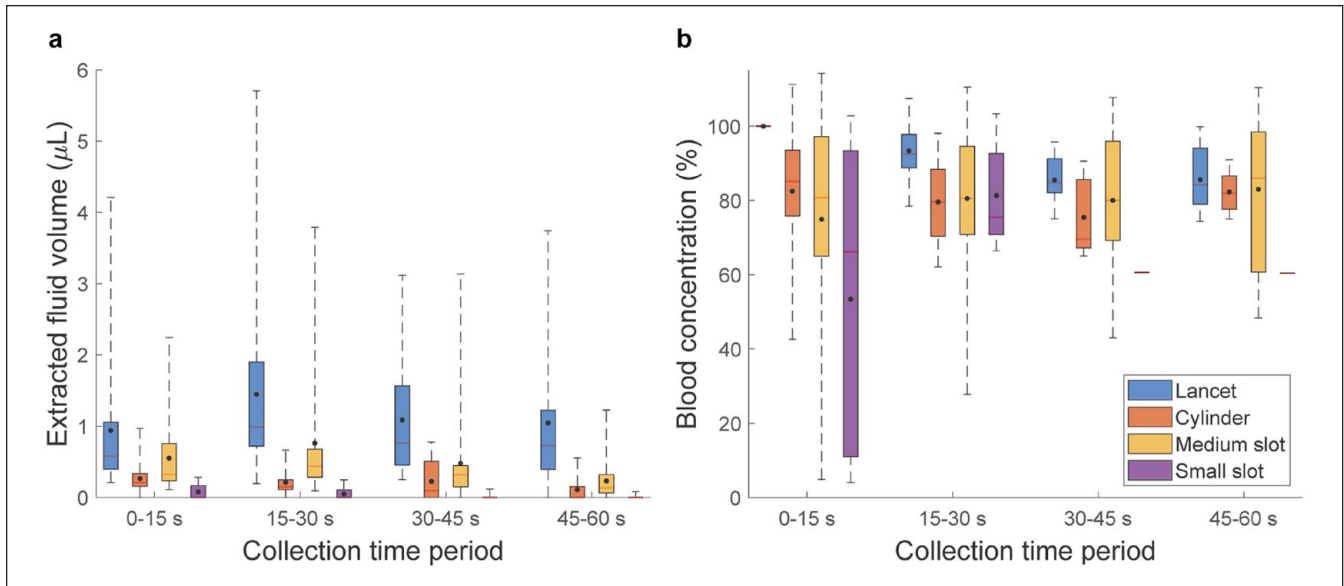 a
b
Extracted fluid volume (μL)
6
5
4
3
2
1
0
0-15 s
15-30 s
30-45 s
45-60 s
Collection time period
Blood concentration (%)
100
80
60
40
20
0
0-15 s
15-30 s
30-45 s
45-60 s
Collection time period
Lancet
Cylinder
Medium slot
Small slot